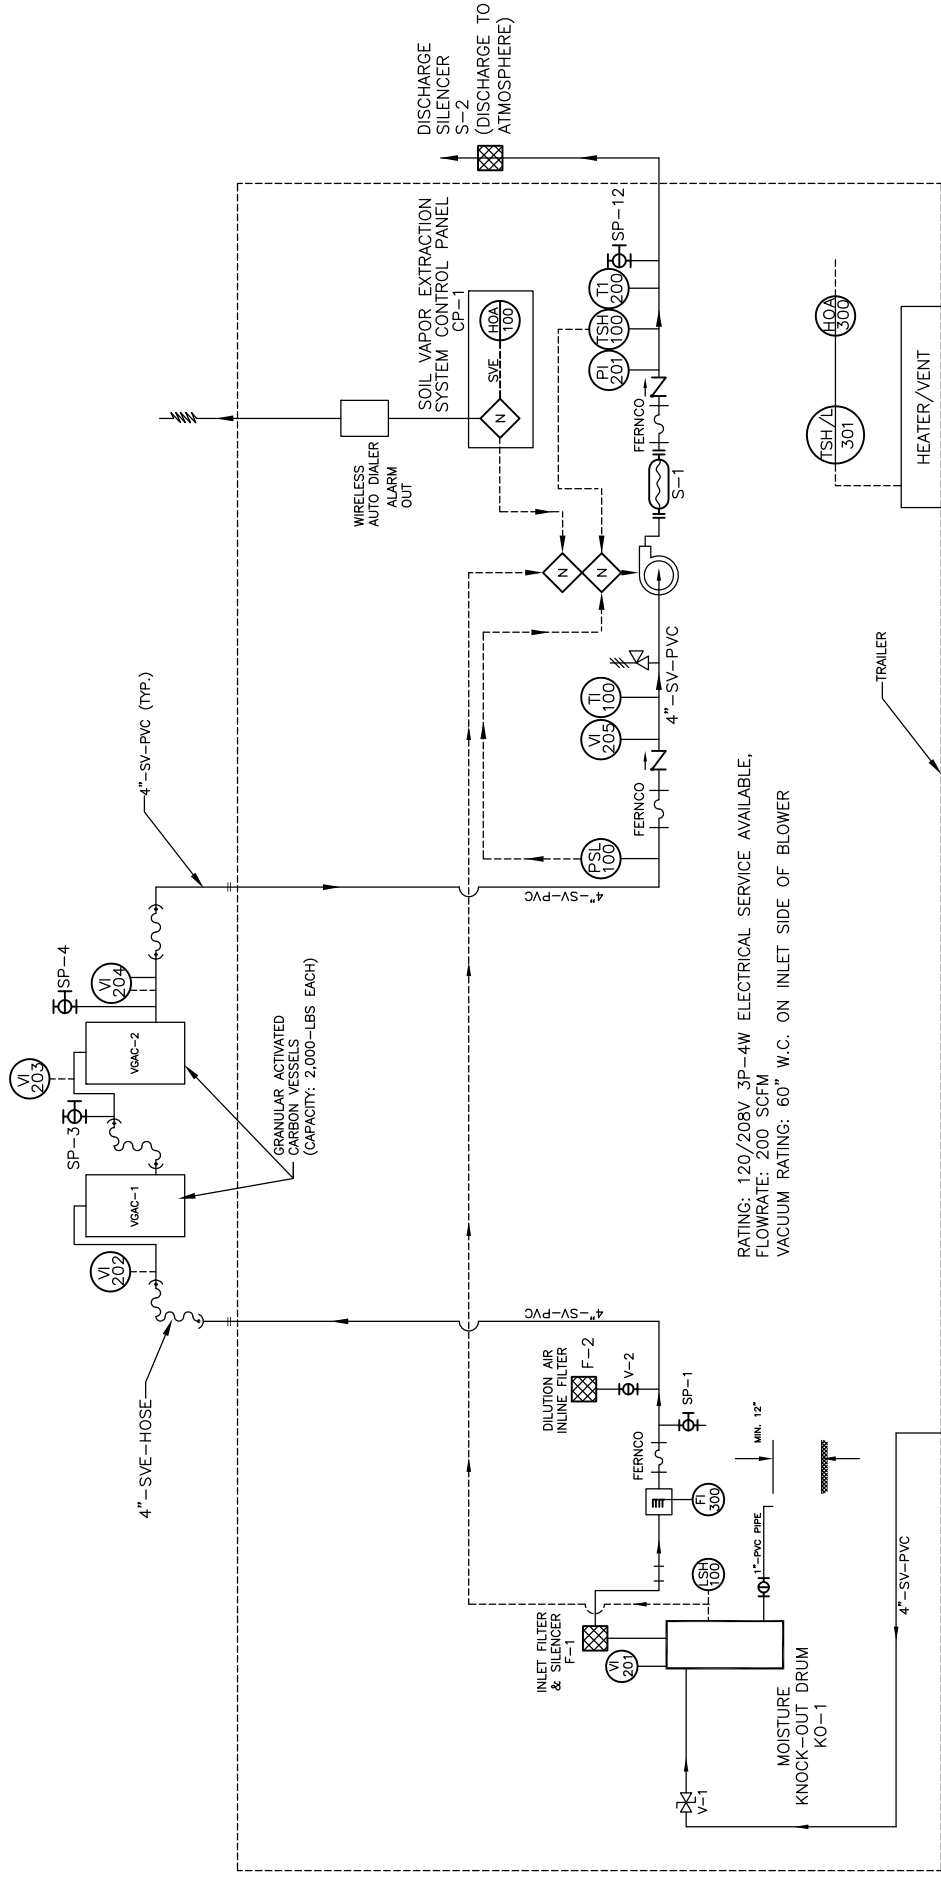 DISCHARGE
SILENCER
S-2
(DISCHARGE TO
ATMOSPHERE)
SOIL VAPOR EXTRACTION
SYSTEM CONTROL PANEL
CP-1
HOA
100
SVE
N
WIRELESS
AUTO DIALER
ALARM
OUT
N
N
SP-12
T1
200
TSH
100
PI
201
FERNCO
S-1
HOA
300
TSH/L
301
HEATER/VENT
4"-SV-PVC (TYP.)
TRAILER
TI
100
VI
205
4"-SV-PVC
FERNCO
PSL
100
4"-SV-PVC
SP-4
VI
204
VGAC-2
VI
203
SP-3
VGAC-1
VI
202
GRANULAR ACTIVATED
CARBON VESSELS
(CAPACITY: 2,000-LBS EACH)
RATING: 120/208V 3P-4W ELECTRICAL SERVICE AVAILABLE,
FLOWRATE: 200 SCFM
VACUUM RATING: 60" W.C. ON INLET SIDE OF BLOWER
4"-SVE-HOSE
4"-SV-PVC
DILUTION AIR
INLINE FILTER
F-2
V-2
SP-1
FERNCO
FI
300
MIN. 12"
1"-PVC PIPE
LSH
100
INLET FILTER
& SILENCER
F-1
VI
201
MOISTURE
KNOCK-OUT DRUM
KO-1
V-1
4"-SV-PVC